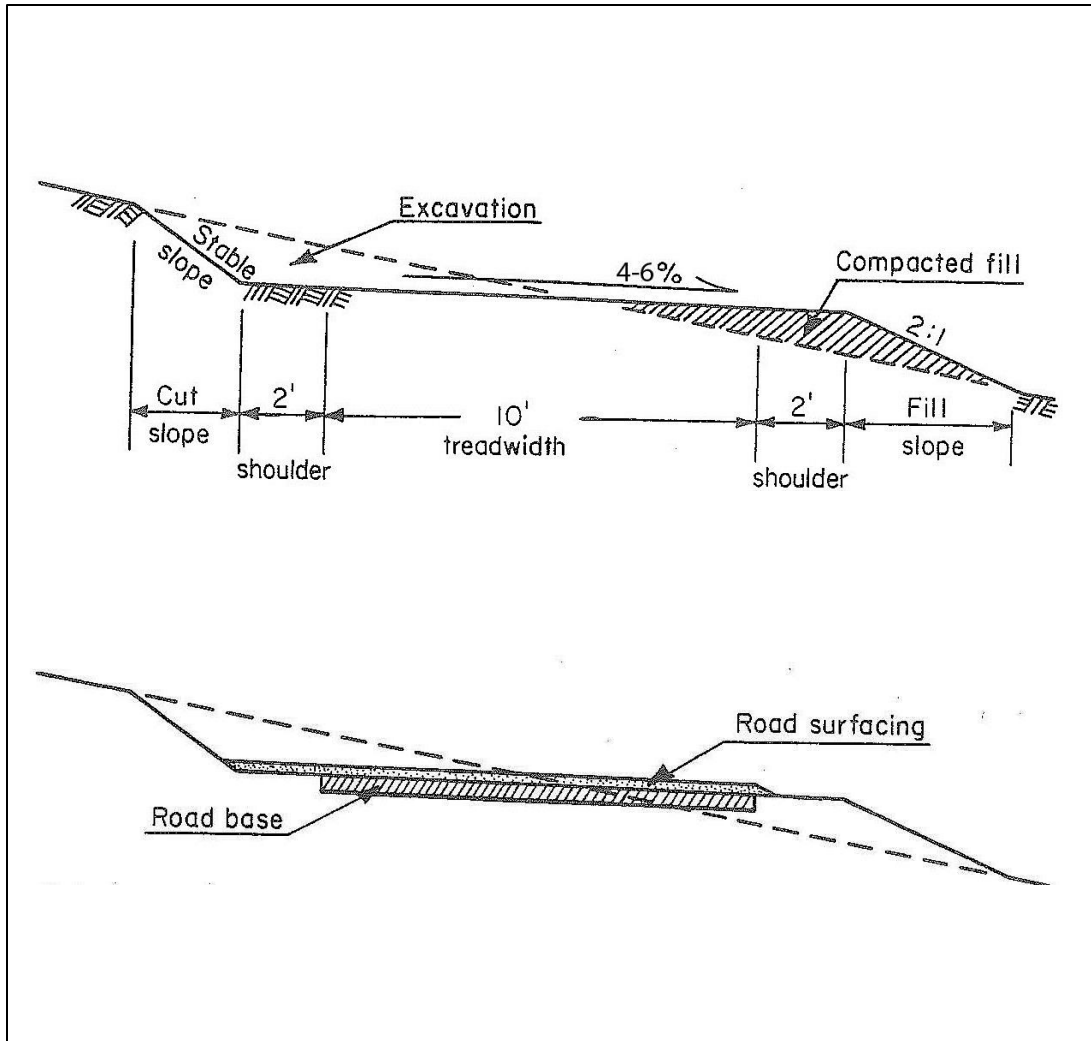 Excavation
Stable
slope
4-6%
Compacted fill
2:1
Cut
slope
2'
shoulder
10'
treadwidth
2'
shoulder
Fill
slope
Road surfacing
Road base